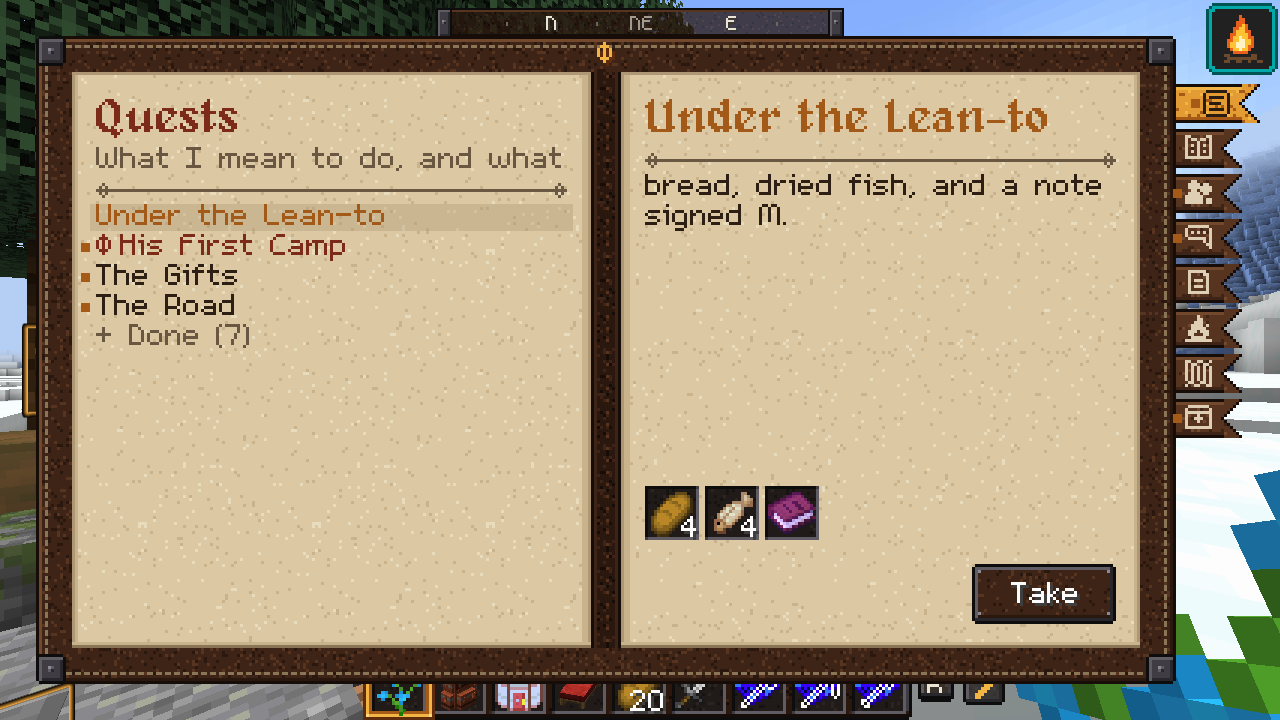 N · NE · E ·
Quests
What I mean to do, and what
Under the Lean-to
His First Camp
The Gifts
The Road
+ Done (7)
Under the Lean-to
bread, dried fish, and a note
signed M.
4
4
Take
20